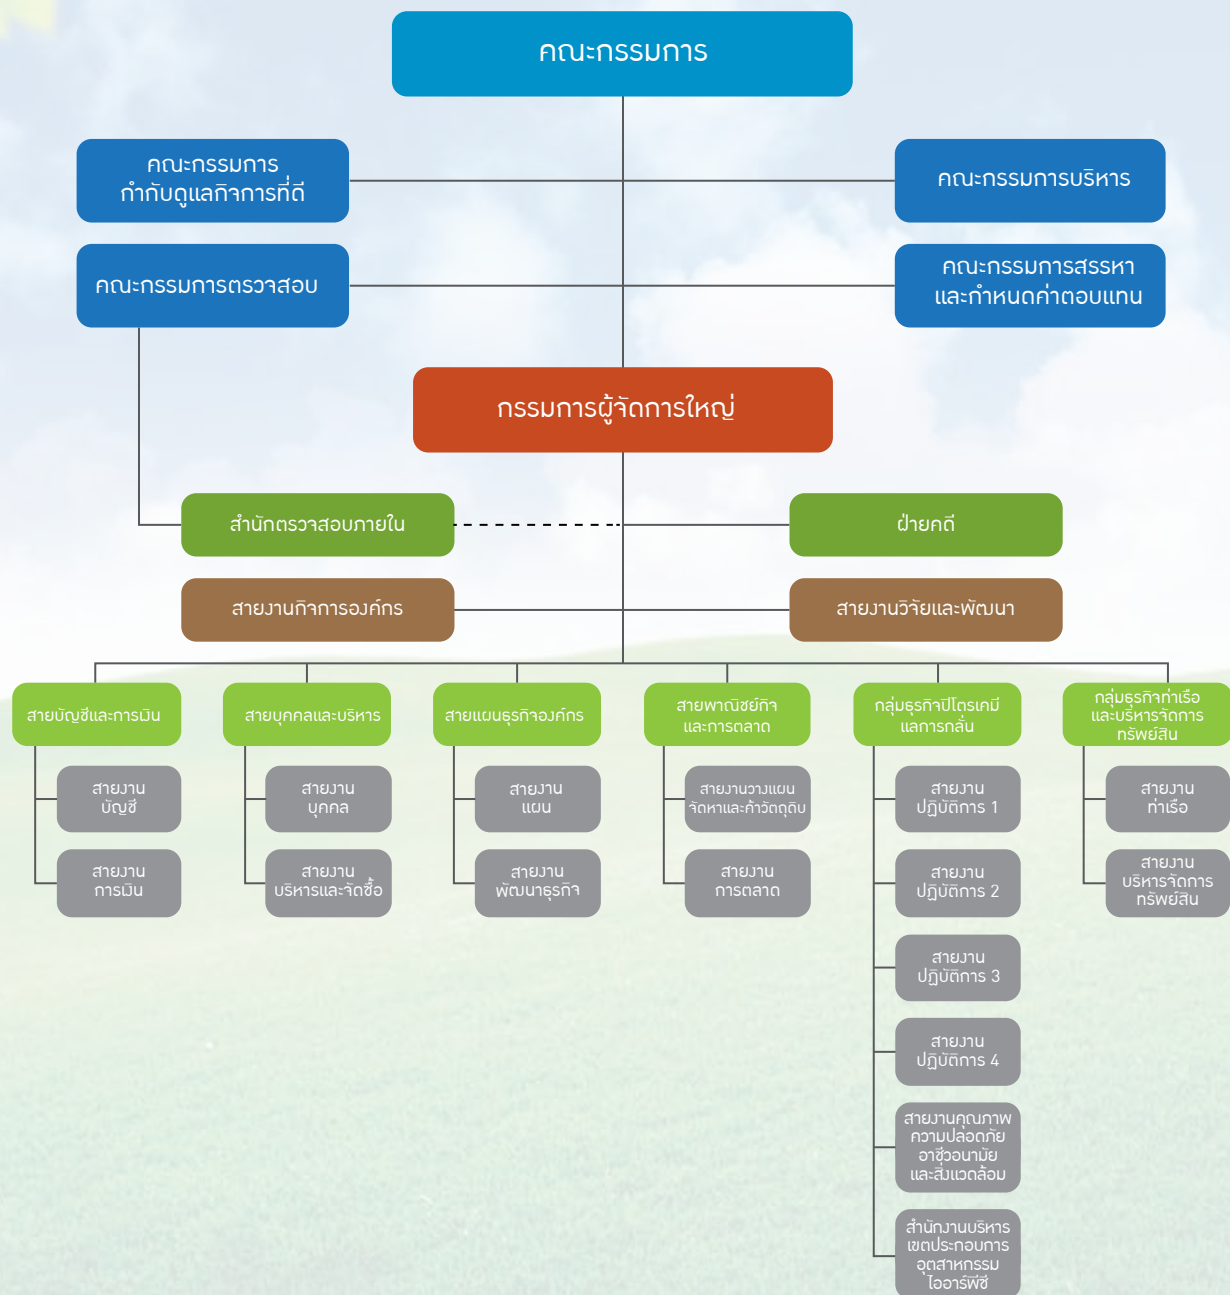 คณะกรรมการ
คณะกรรมการ
กำกับดูแลกิจการที่ดี
คณะกรรมการบริหาร
คณะกรรมการตรวจสอบ
คณะกรรมการสรรหา
และกำหนดค่าตอบแทน
กรรมการผู้จัดการใหญ่
สำนักตรวจสอบภายใน
ฝ่ายคดี
สายงานกิจการองค์กร
สายงานวิจัยและพัฒนา
สายบัญชีและการเงิน
สายงาน
บัญชี
สายงาน
การเงิน
สายบุคคลและบริหาร
สายงาน
บุคคล
สายงาน
บริหารและจัดซื้อ
สายแผนธุรกิจองค์กร
สายงาน
แผน
สายงาน
พัฒนาธุรกิจ
สายพาณิชย์กิจ
และการตลาด
สายงานวางแผน
จัดหาและค้าวัตถุดิบ
สายงาน
การตลาด
กลุ่มธุรกิจปิโตรเคมี
แลการกลั่น
สายงาน
ปฏิบัติการ 1
สายงาน
ปฏิบัติการ 2
สายงาน
ปฏิบัติการ 3
สายงาน
ปฏิบัติการ 4
สายงานคุณภาพ
ความปลอดภัย
อาชีวอนามัย
และสิ่งแวดล้อม
สำนักงานบริหาร
เขตประกอบการ
อุตสาหกรรม
ไออาร์พีซี
กลุ่มธุรกิจท่าเรือ
และบริหารจัดการ
ทรัพย์สิน
สายงาน
ท่าเรือ
สายงาน
บริหารจัดการ
ทรัพย์สิน